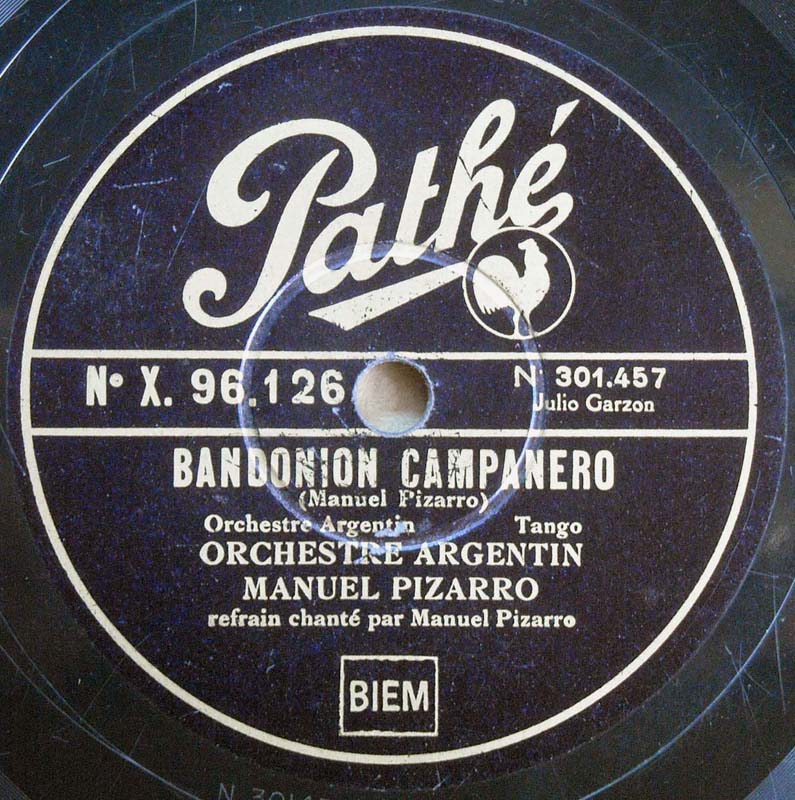 Pathé
Nº X. 96.126
N° 301.457
Julio Garzon
BANDONION CAMPANERO
(Manuel Pizarro)
Orchestre Argentin Tango
ORCHESTRE ARGENTIN
MANUEL PIZARRO
refrain chanté par Manuel Pizarro
BIEM